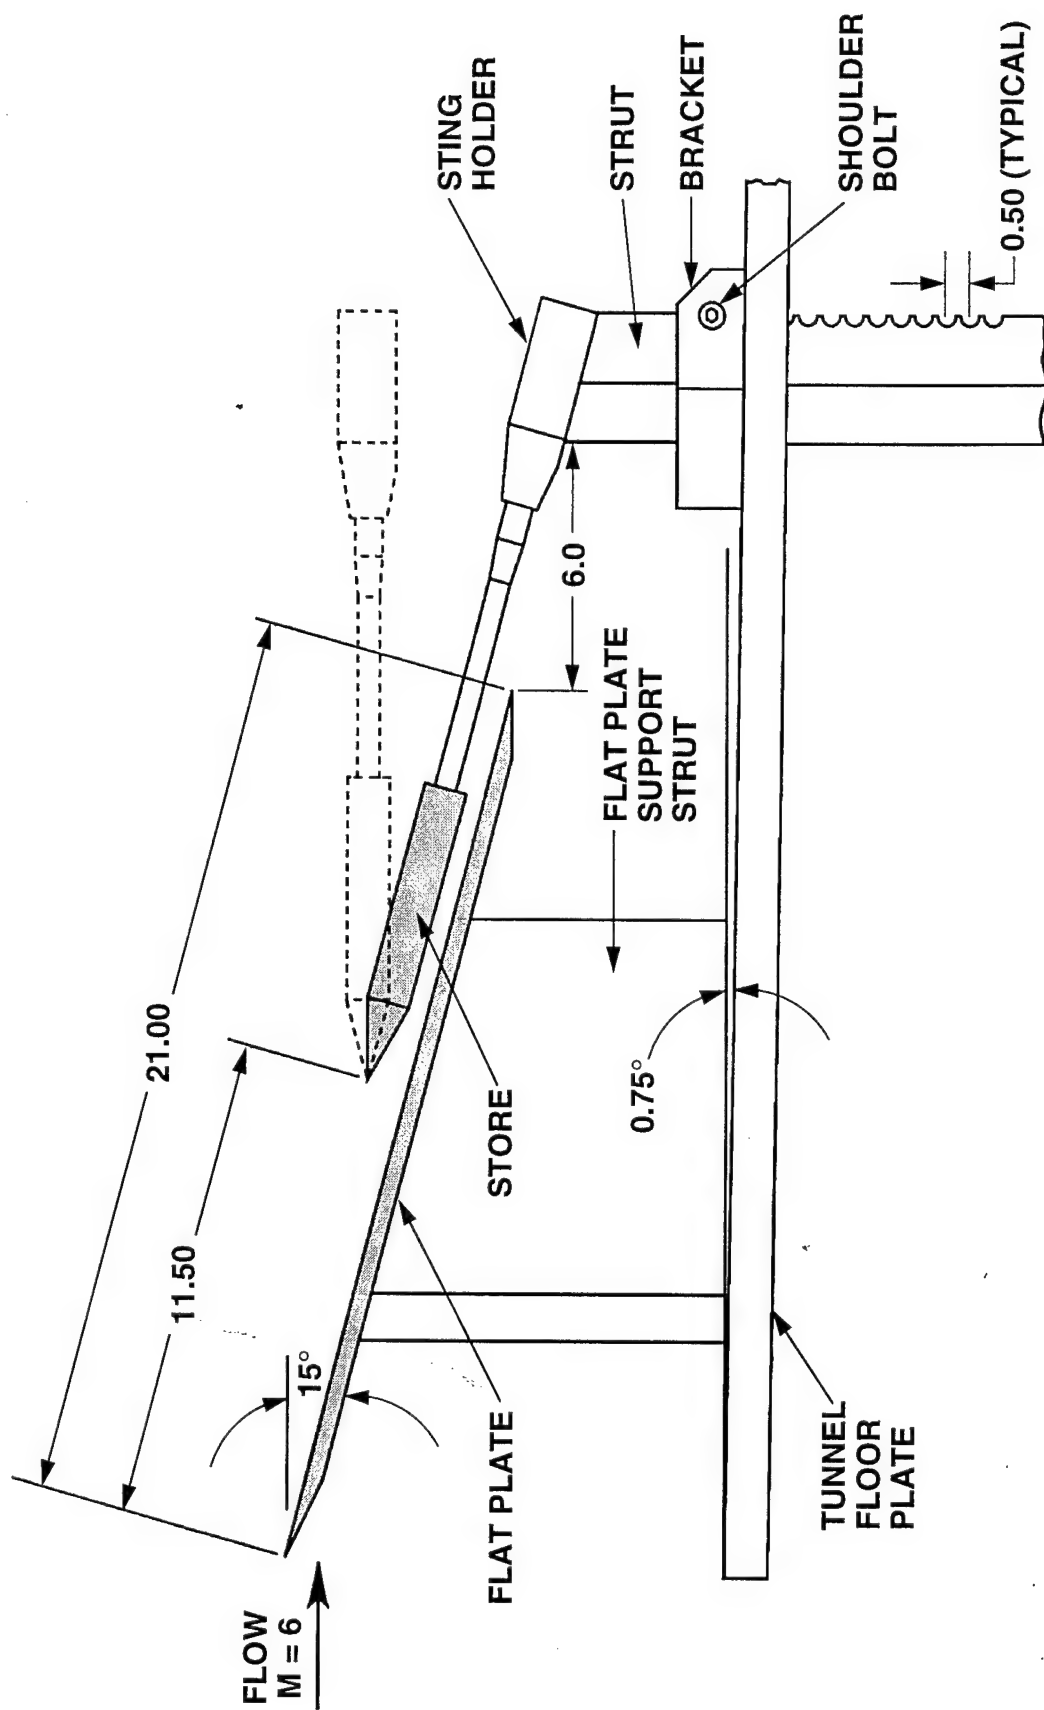 FLOW
M = 6
15°
11.50
21.00
FLAT PLATE
STORE
TUNNEL
FLOOR
PLATE
0.75°
FLAT PLATE
SUPPORT
STRUT
6.0
STING
HOLDER
STRUT
BRACKET
SHOULDER
BOLT
0.50 (TYPICAL)